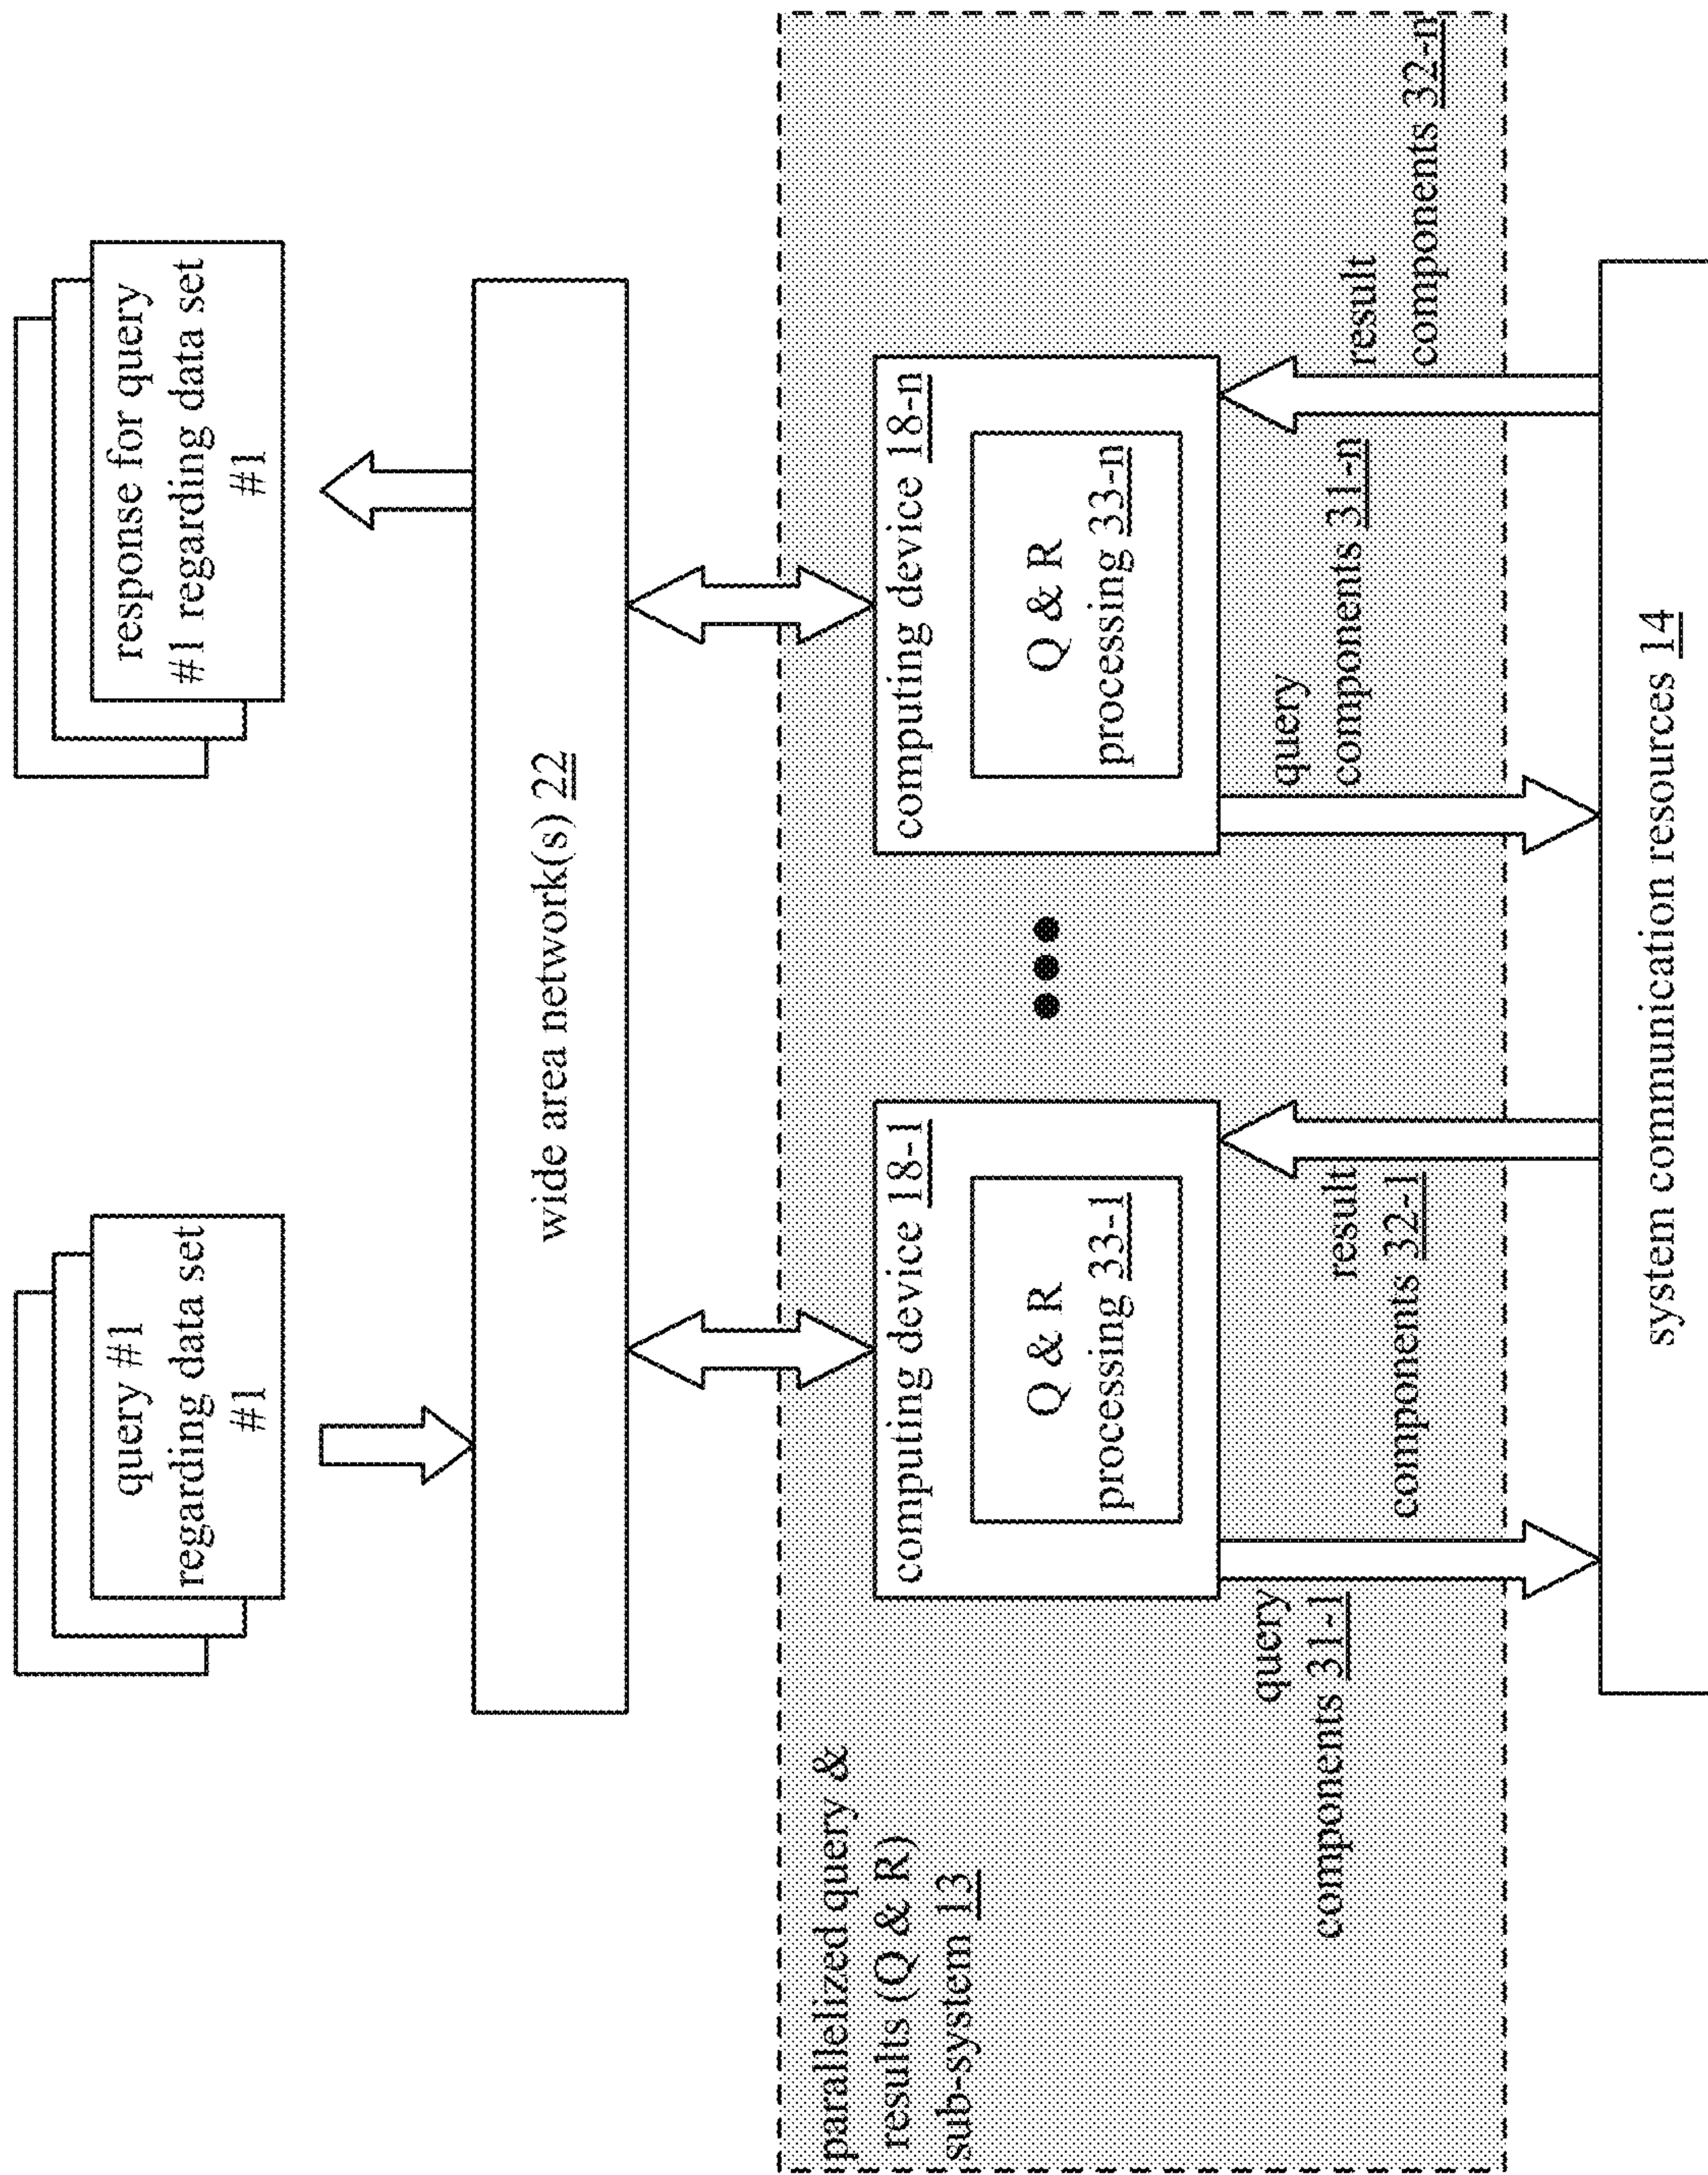 query #1
regarding data set
#1
response for query
#1 regarding data set
#1
wide area network(s) 22
parallelized query &
results (Q & R)
sub-system 13
computing device 18-1
Q & R
processing 33-1
computing device 18-n
Q & R
processing 33-n
query
components 31-1
result
components 32-1
query
components 31-n
result
components 32-n
system communication resources 14